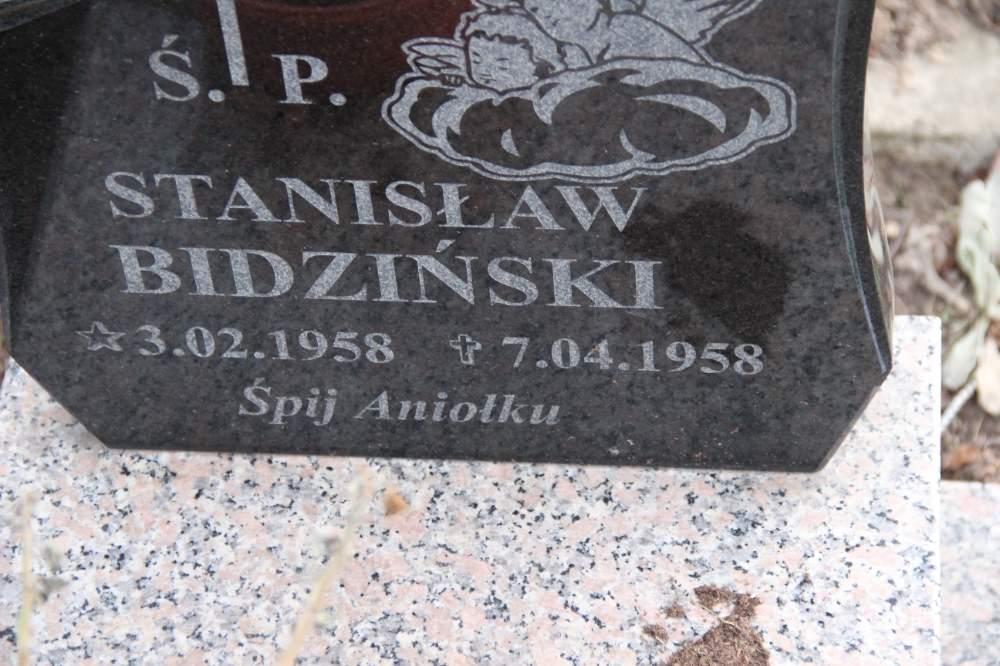 Ś. P.
STANISŁAW
BIDZIŃSKI
3.02.1958 7.04.1958
Śpij Aniołku